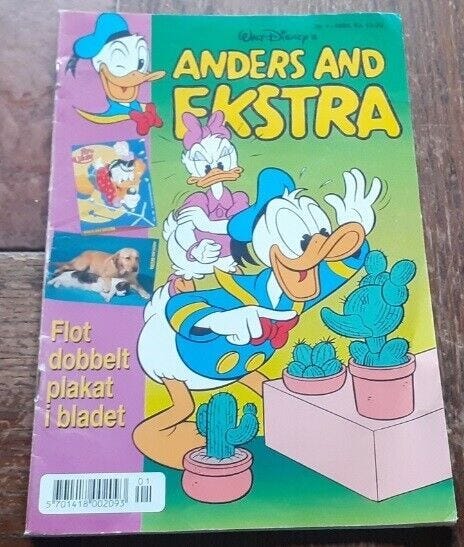 WALT DISNEY'S
ANDERS AND
EKSTRA
Flot
dobbelt
plakat
i bladet
01
5 701418 002093